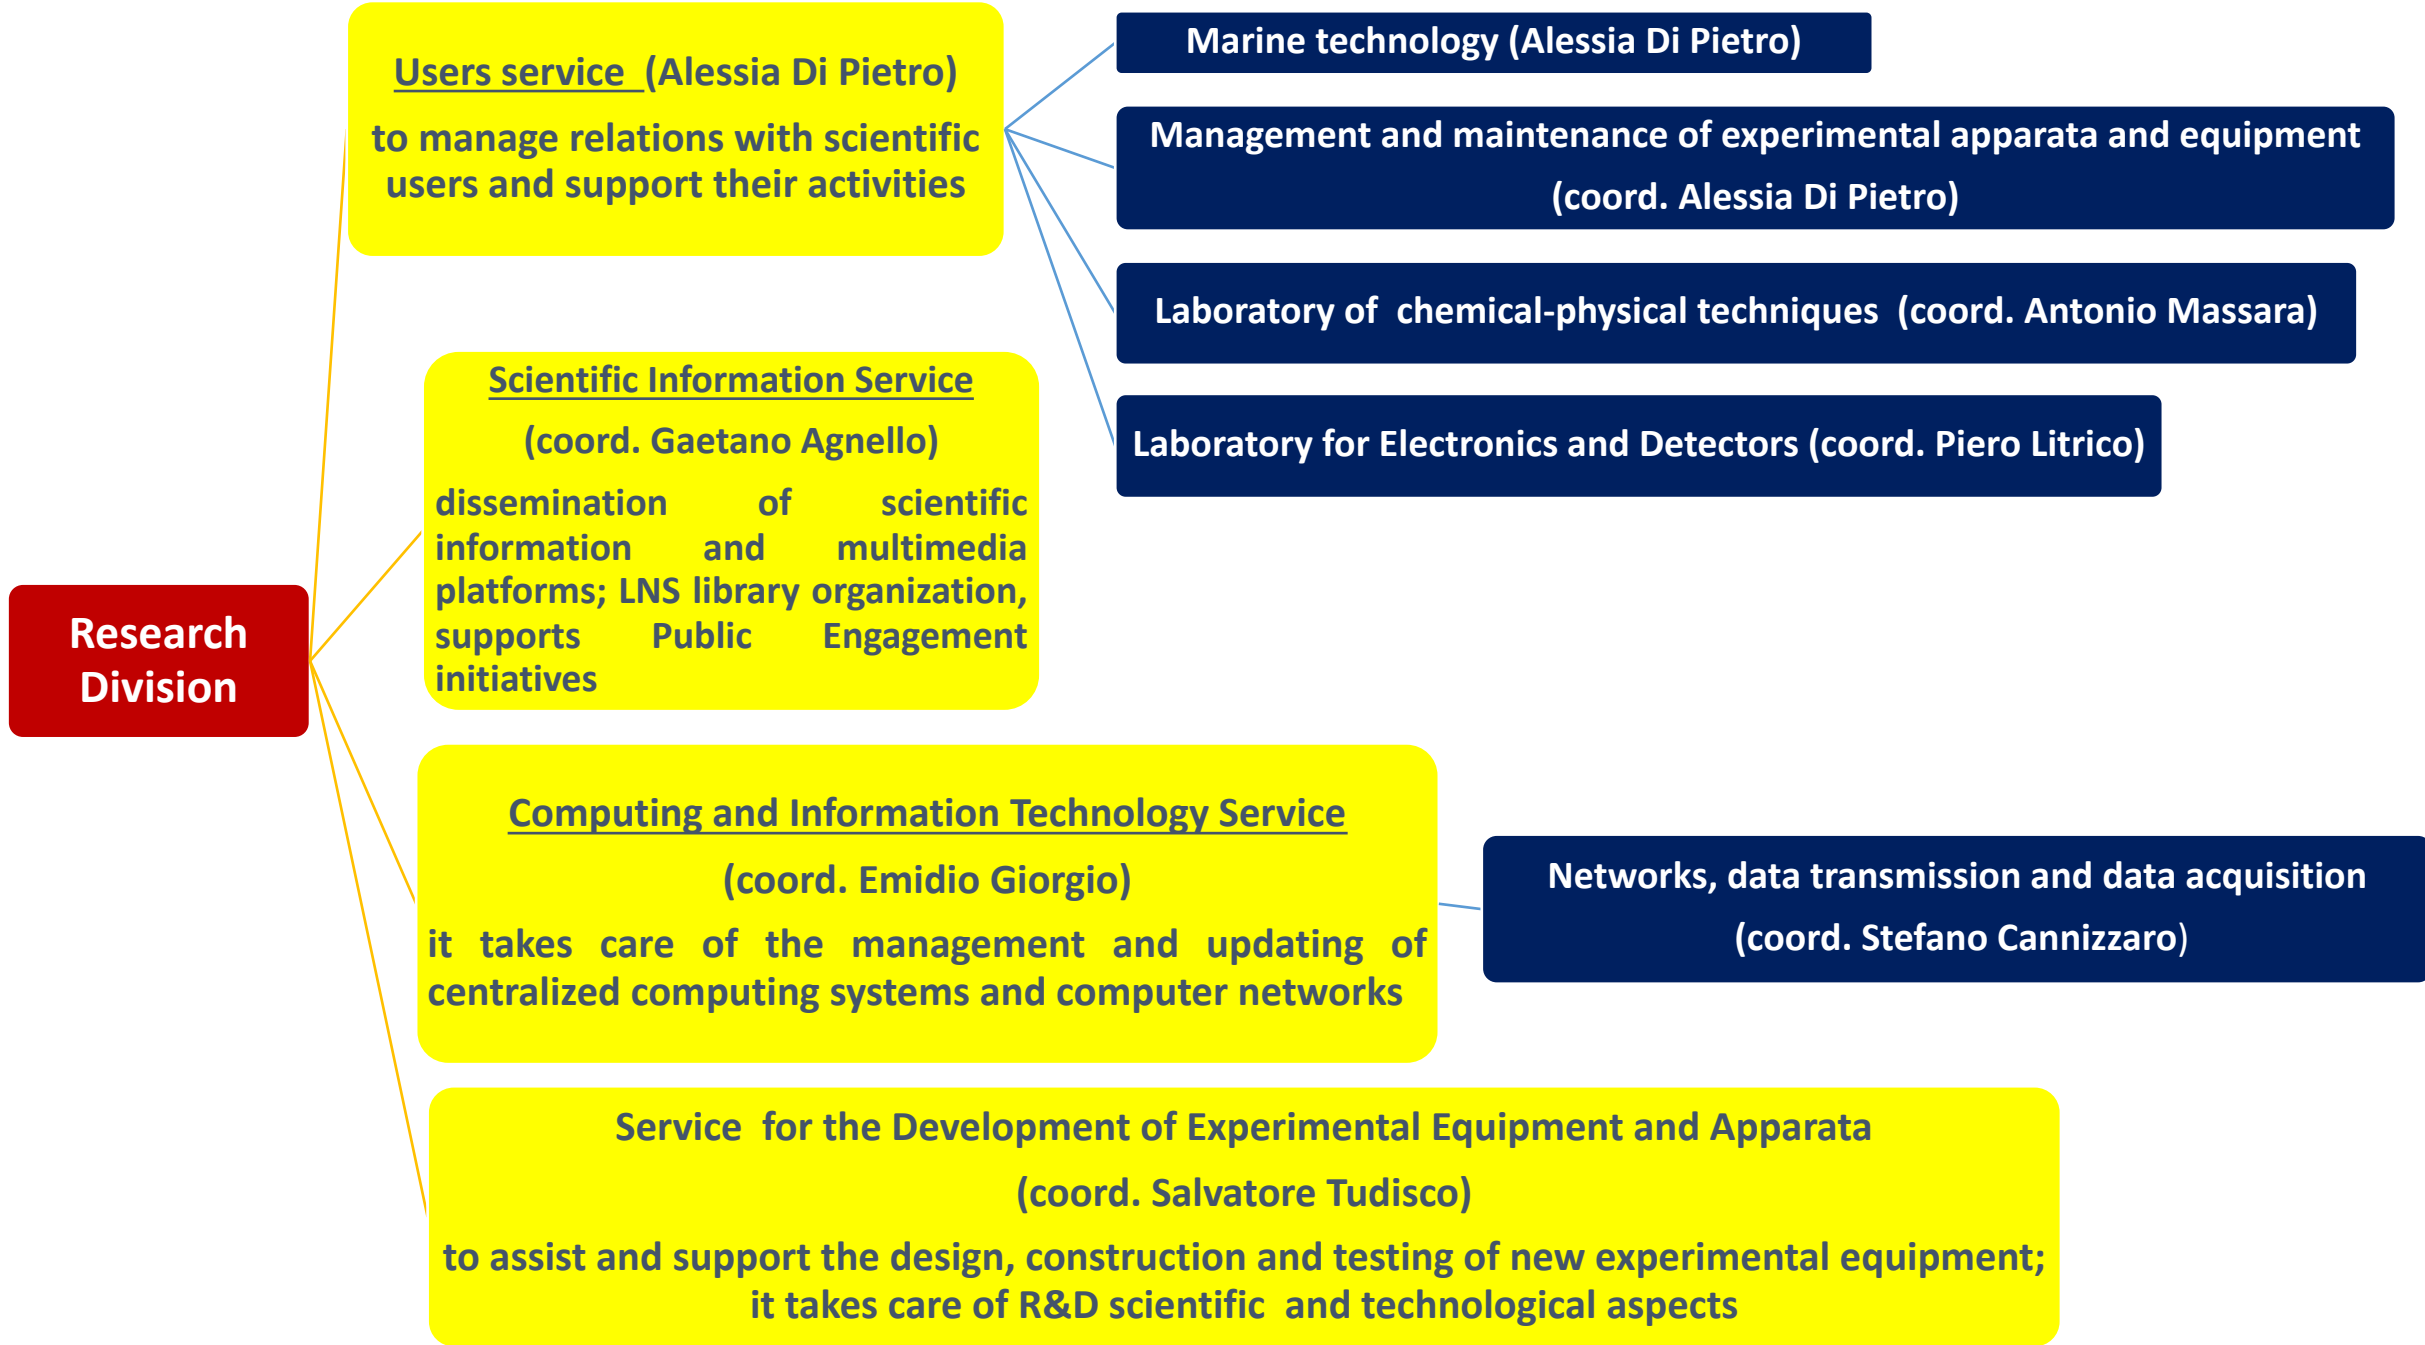 Users service (Alessia Di Pietro)
to manage relations with scientific
users and support their activities
Marine technology (Alessia Di Pietro)
Management and maintenance of experimental apparata and equipment
(coord. Alessia Di Pietro)
Laboratory of chemical-physical techniques (coord. Antonio Massara)
Laboratory for Electronics and Detectors (coord. Piero Litrico)
Scientific Information Service
(coord. Gaetano Agnello)
dissemination of scientific
information and multimedia
platforms; LNS library organization,
supports Public Engagement
initiatives
Research
Division
Computing and Information Technology Service
(coord. Emidio Giorgio)
it takes care of the management and updating of
centralized computing systems and computer networks
Networks, data transmission and data acquisition
(coord. Stefano Cannizzaro)
Service for the Development of Experimental Equipment and Apparata
(coord. Salvatore Tudisco)
to assist and support the design, construction and testing of new experimental equipment;
it takes care of R&D scientific and technological aspects